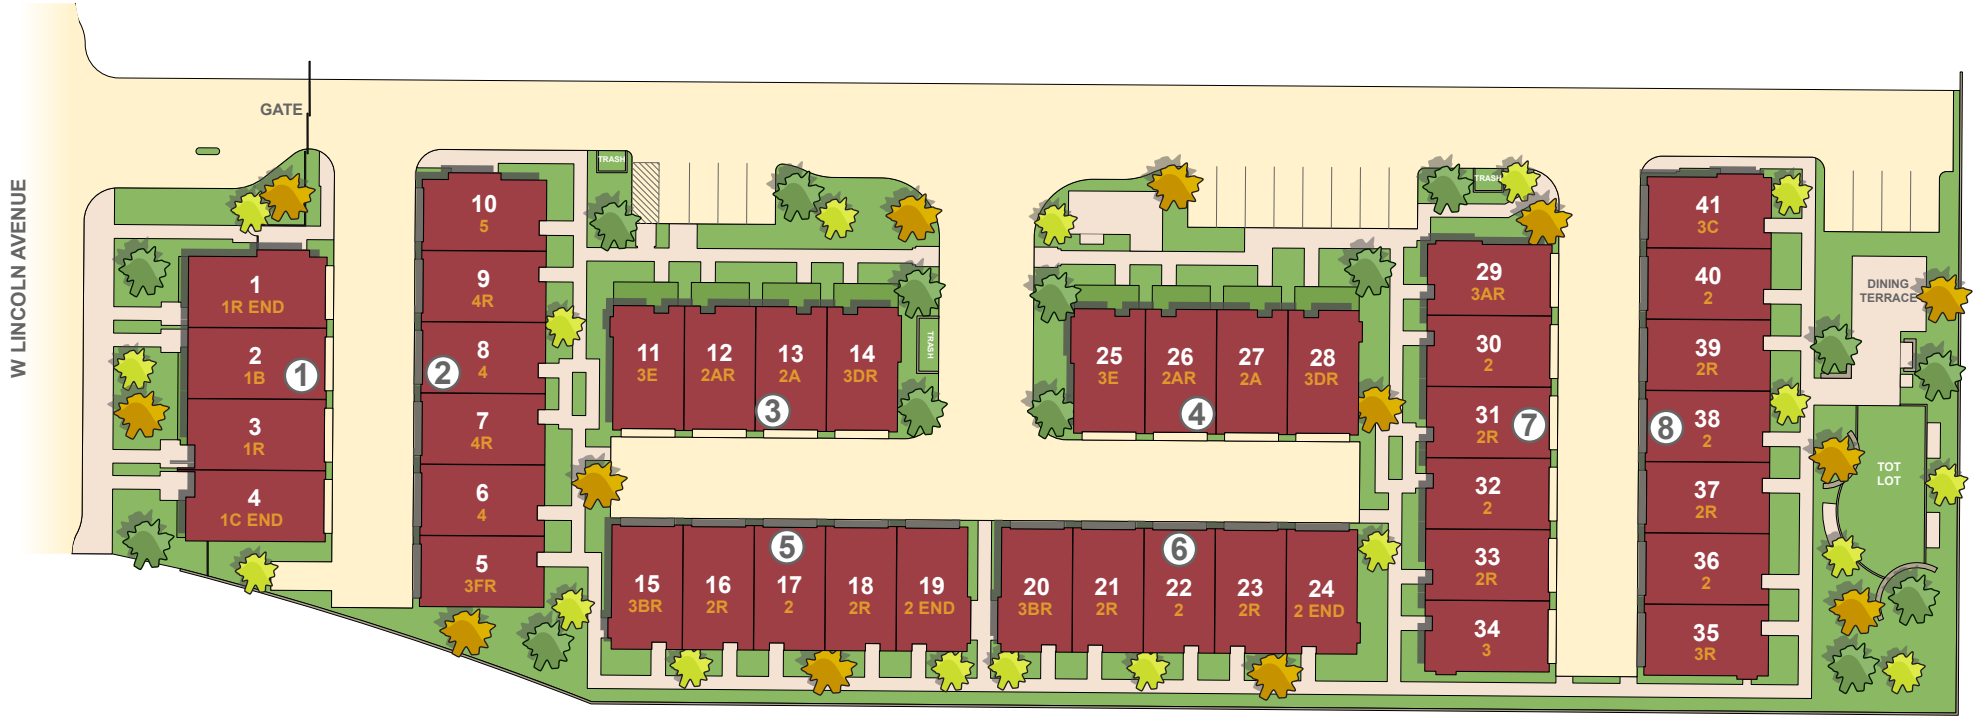 W LINCOLN AVENUE
GATE
1
1R END
2
1B
3
1R
4
1C END
1
10
5
9
4R
8
4
7
4R
6
4
5
3FR
2
TRASH
11
3E
12
2AR
13
2A
14
3DR
3
TRASH
15
3BR
16
2R
17
2
18
2R
19
2 END
5
25
3E
26
2AR
27
2A
28
3DR
4
20
3BR
21
2R
22
2
23
2R
24
2 END
6
TRASH
29
3AR
30
2
31
2R
32
2
33
2R
34
3
7
41
3C
40
2
39
2R
38
2
37
2R
36
2
35
3R
8
DINING
TERRACE
TOT
LOT